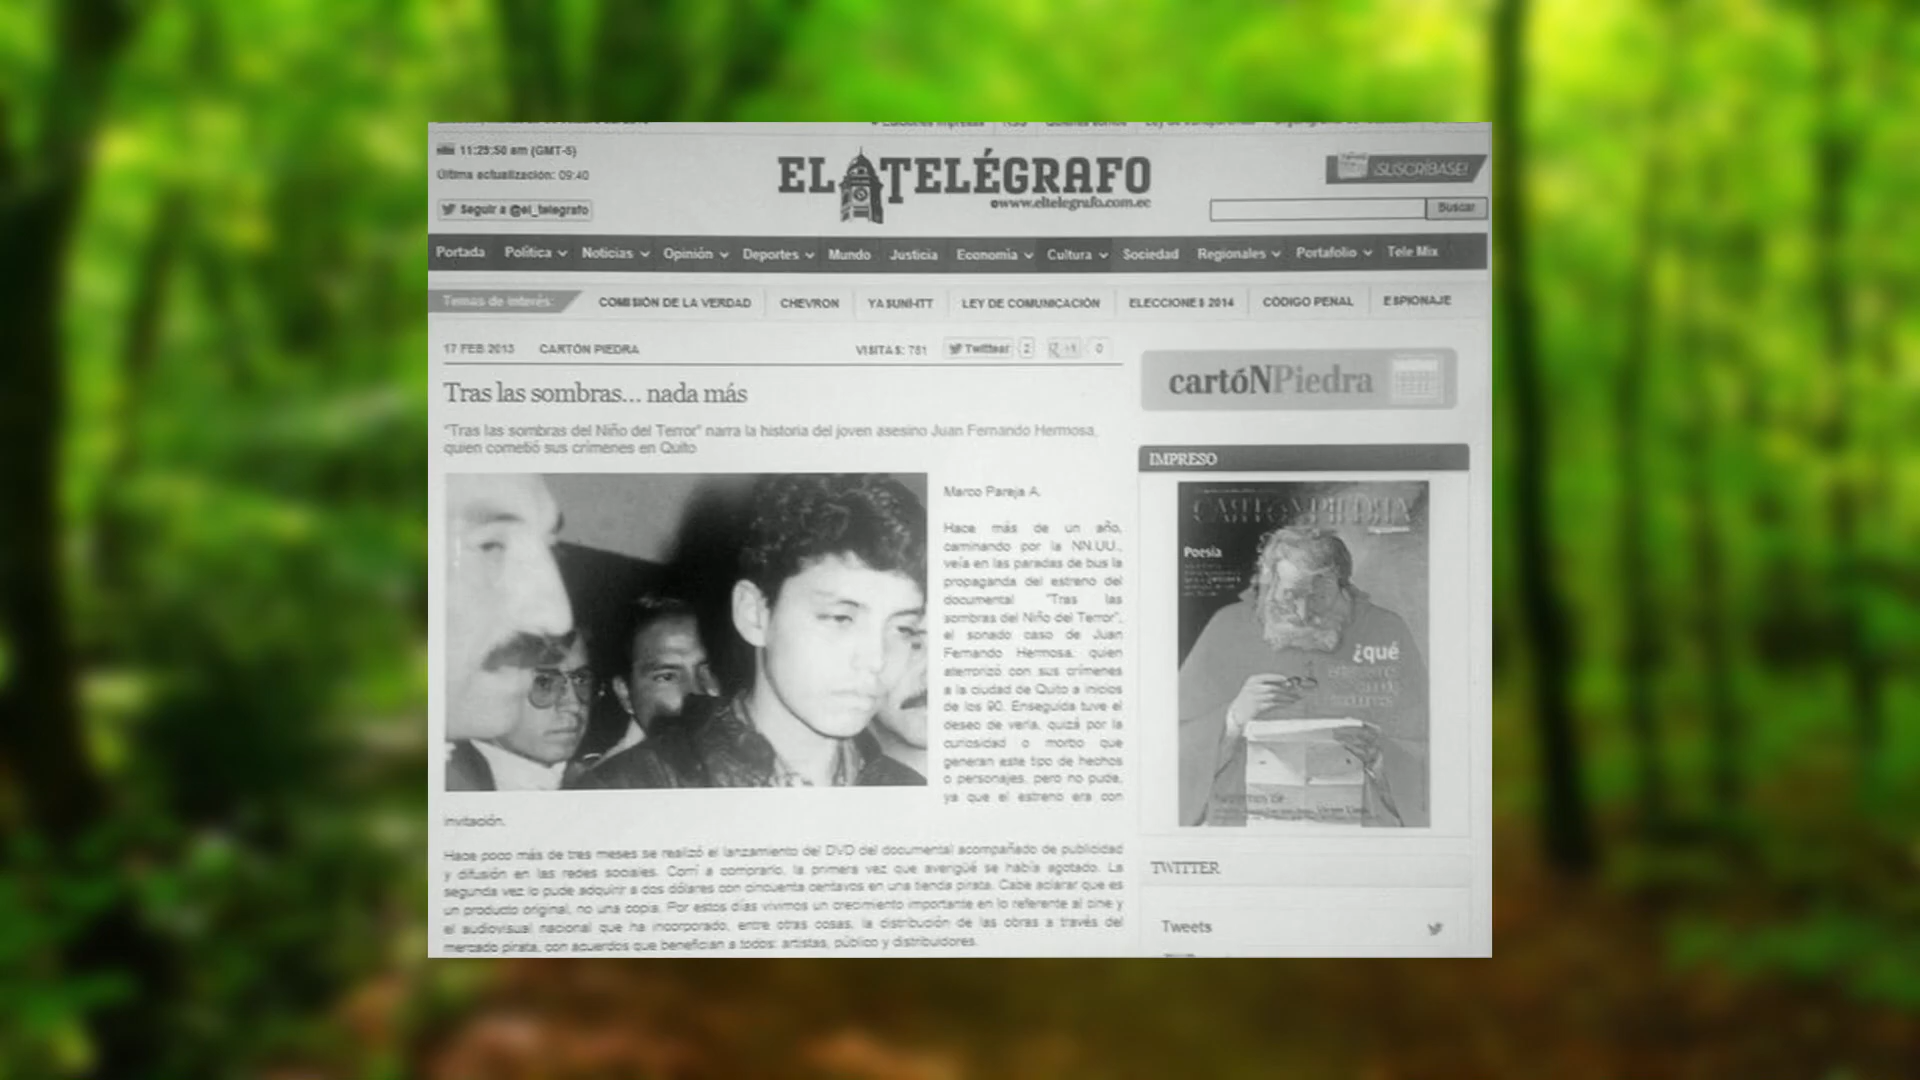 11:29:50 am (GMT-5)
Última actualización: 09:40
Seguir a @el_telegrafo
EL TELÉGRAFO
www.eltelegrafo.com.ec
¡SUSCRÍBASE!
Buscar
Portada Política Noticias Opinión Deportes Mundo Justicia Economía Cultura Sociedad Regionales Portafolio Tele Mix
Temas de interés: COMISIÓN DE LA VERDAD CHEVRON YASUNI-ITT LEY DE COMUNICACIÓN ELECCIONES 2014 CÓDIGO PENAL ESPIONAJE
17 FEB 2013 CARTÓN PIEDRA VISITAS: 781 Twittear 2 +1 0
Tras las sombras... nada más
"Tras las sombras del Niño del Terror" narra la historia del joven asesino Juan Fernando Hermosa,
quien cometió sus crímenes en Quito
Marco Pareja A.
Hace más de un año,
caminando por la NN.UU.,
veía en las paradas de bus la
propaganda del estreno del
documental "Tras las
sombras del Niño del Terror",
el sonado caso de Juan
Fernando Hermosa, quien
aterrorizó con sus crímenes
a la ciudad de Quito a inicios
de los 90. Enseguida tuve el
deseo de verla, quizá por la
curiosidad o morbo que
generan este tipo de hechos
o personajes, pero no pude,
ya que el estreno era con
invitación.
Hace poco más de tres meses se realizó el lanzamiento del DVD del documental acompañado de publicidad
y difusión en las redes sociales. Corrí a comprarlo, la primera vez que averigüé se había agotado. La
segunda vez lo pude adquirir a dos dólares con cincuenta centavos en una tienda pirata. Cabe aclarar que es
un producto original, no una copia. Por estos días vivimos un crecimiento importante en lo referente al cine y
el audiovisual nacional que ha incorporado, entre otras cosas, la distribución de las obras a través del
mercado pirata, con acuerdos que benefician a todos: artistas, público y distribuidores.
cartóNPiedra
IMPRESO
CARTÓN PIEDRA
Poesía
¿qué
TWITTER
Tweets